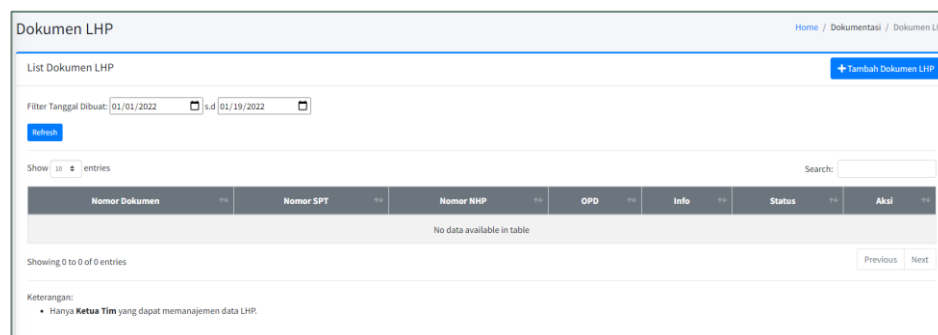 Dokumen LHP
Home / Dokumentasi / Dokumen
List Dokumen LHP
+Tambah Dokumen LHP
Filter Tanggal Dibuat: 01/01/2022 s.d 01/19/2022
Refresh
Show 10 entries
Search:
Nomor Dokumen Nomor SPT Nomor NHP OPD Info Status Aksi
No data available in table
Showing 0 to 0 of 0 entries
Previous Next
Keterangan:
• Hanya Ketua Tim yang dapat memanajemen data LHP.